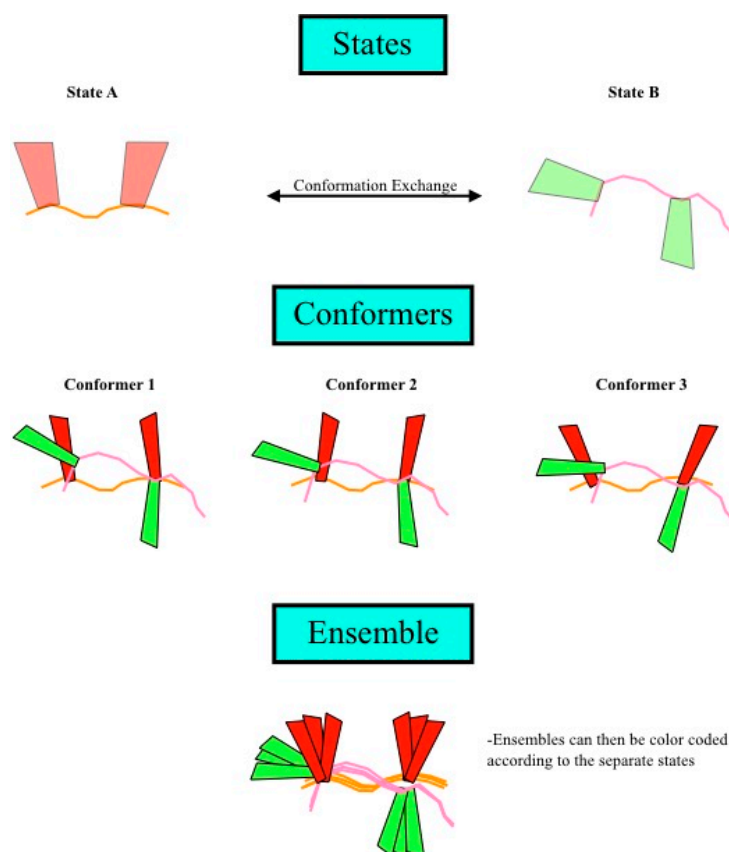 States
State A
State B
Conformation Exchange
Conformers
Conformer 1
Conformer 2
Conformer 3
Ensemble
-Ensembles can then be color coded
according to the separate states